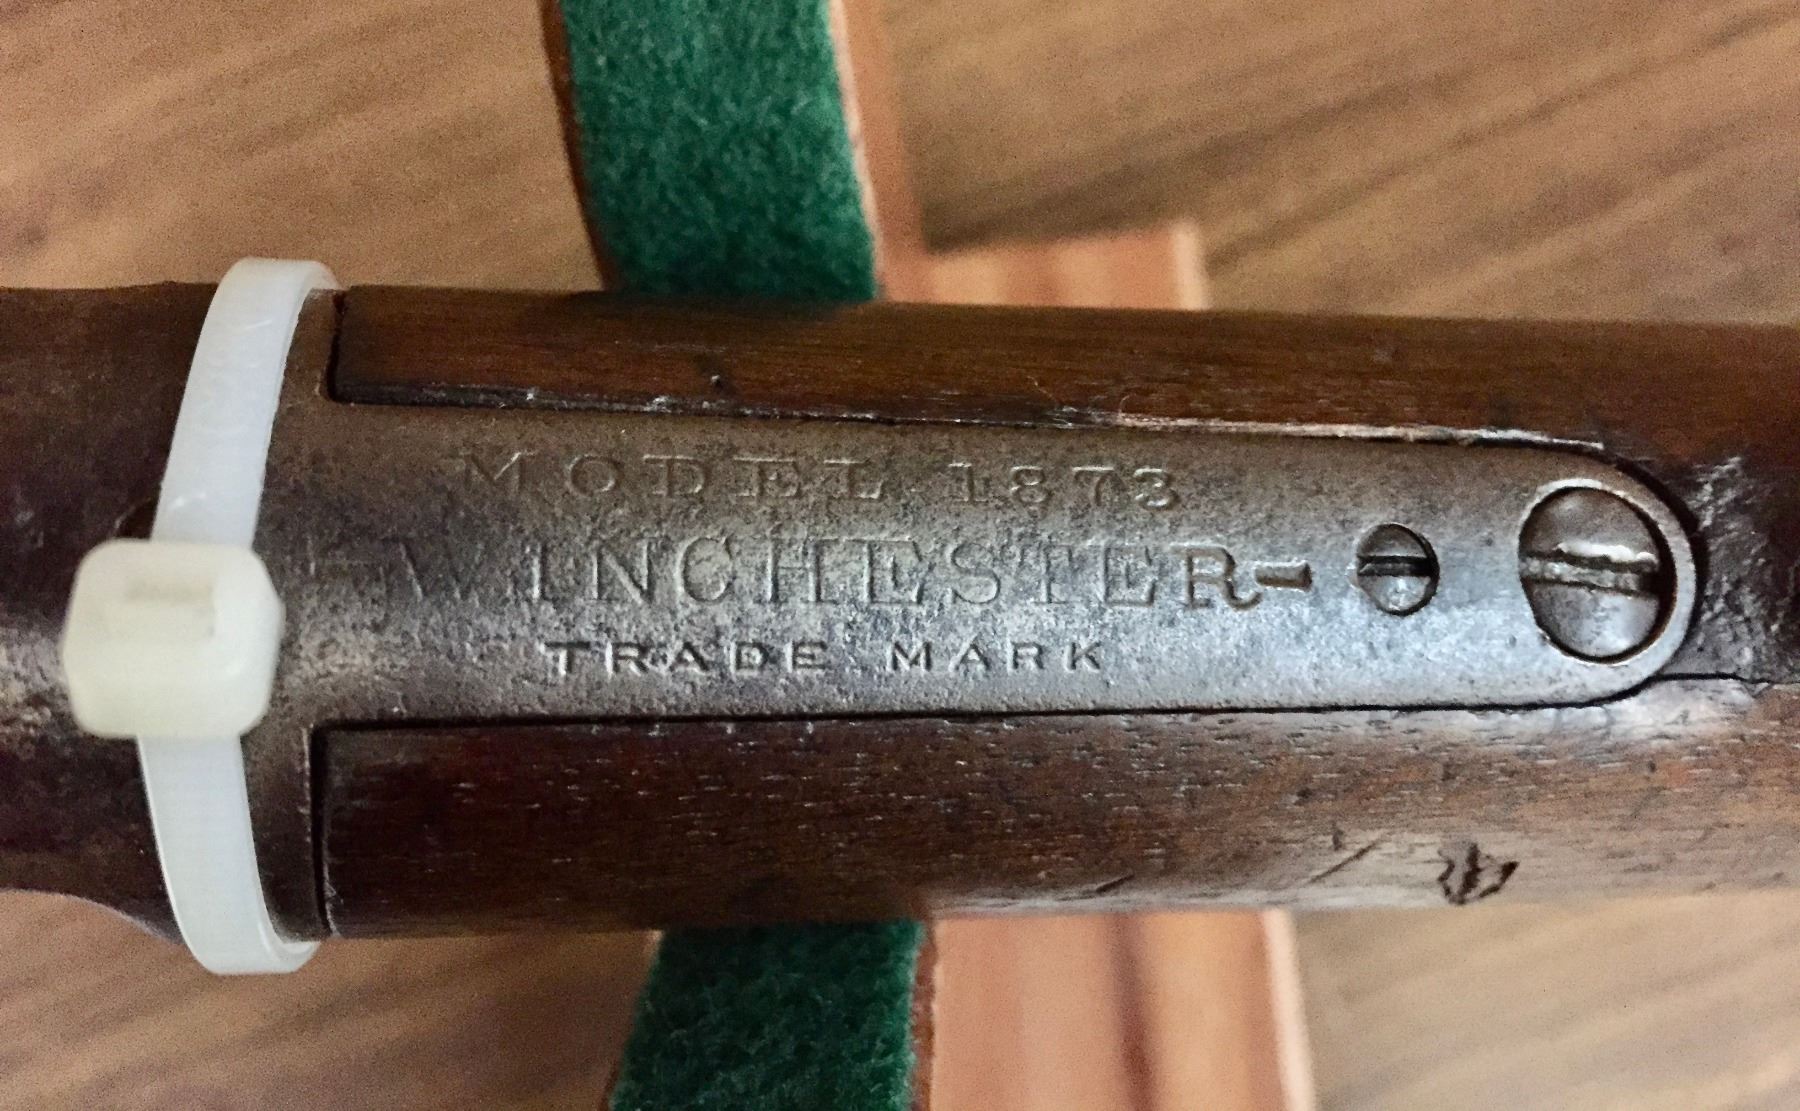 MODEL 1873
-WINCHESTER-
TRADE MARK